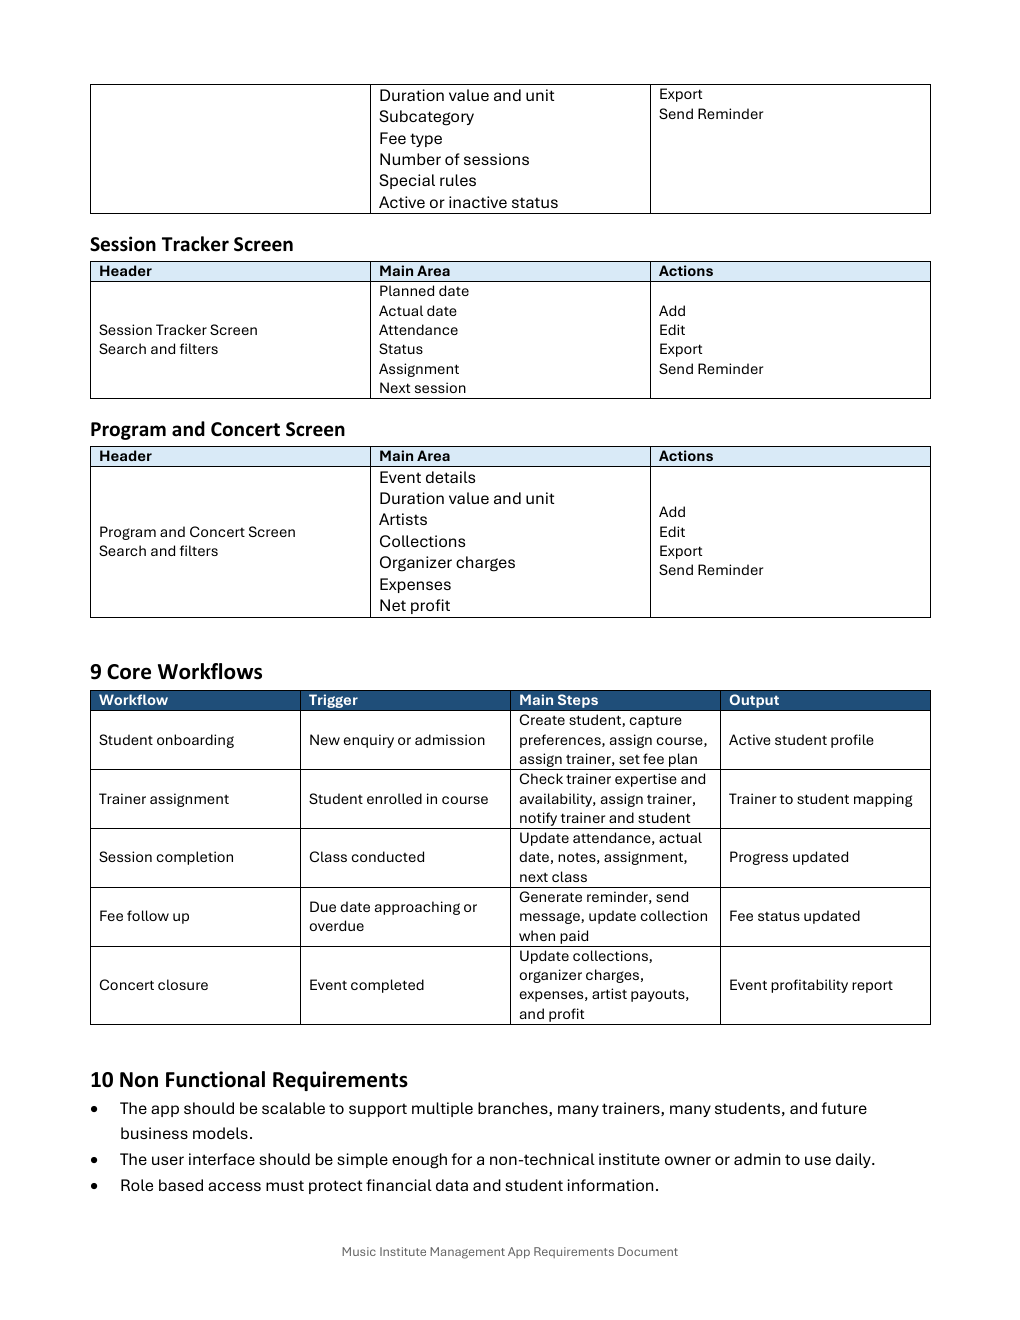 Duration value and unit
Subcategory
Fee type
Number of sessions
Special rules
Active or inactive status
Export
Send Reminder
Session Tracker Screen
Header Main Area Actions
Session Tracker Screen
Search and filters
Planned date
Actual date
Attendance
Status
Assignment
Next session
Add
Edit
Export
Send Reminder
Program and Concert Screen
Header Main Area Actions
Program and Concert Screen
Search and filters
Event details
Duration value and unit
Artists
Collections
Organizer charges
Expenses
Net profit
Add
Edit
Export
Send Reminder
9 Core Workflows
Workflow Trigger Main Steps Output
Student onboarding
New enquiry or admission
Create student, capture
preferences, assign course,
assign trainer, set fee plan
Active student profile
Trainer assignment
Student enrolled in course
Check trainer expertise and
availability, assign trainer,
notify trainer and student
Trainer to student mapping
Session completion
Class conducted
Update attendance, actual
date, notes, assignment,
next class
Progress updated
Fee follow up
Due date approaching or
overdue
Generate reminder, send
message, update collection
when paid
Fee status updated
Concert closure
Event completed
Update collections,
organizer charges,
expenses, artist payouts,
and profit
Event profitability report
10 Non Functional Requirements
• The app should be scalable to support multiple branches, many trainers, many students, and future
business models.
• The user interface should be simple enough for a non-technical institute owner or admin to use daily.
• Role based access must protect financial data and student information.
Music Institute Management App Requirements Document